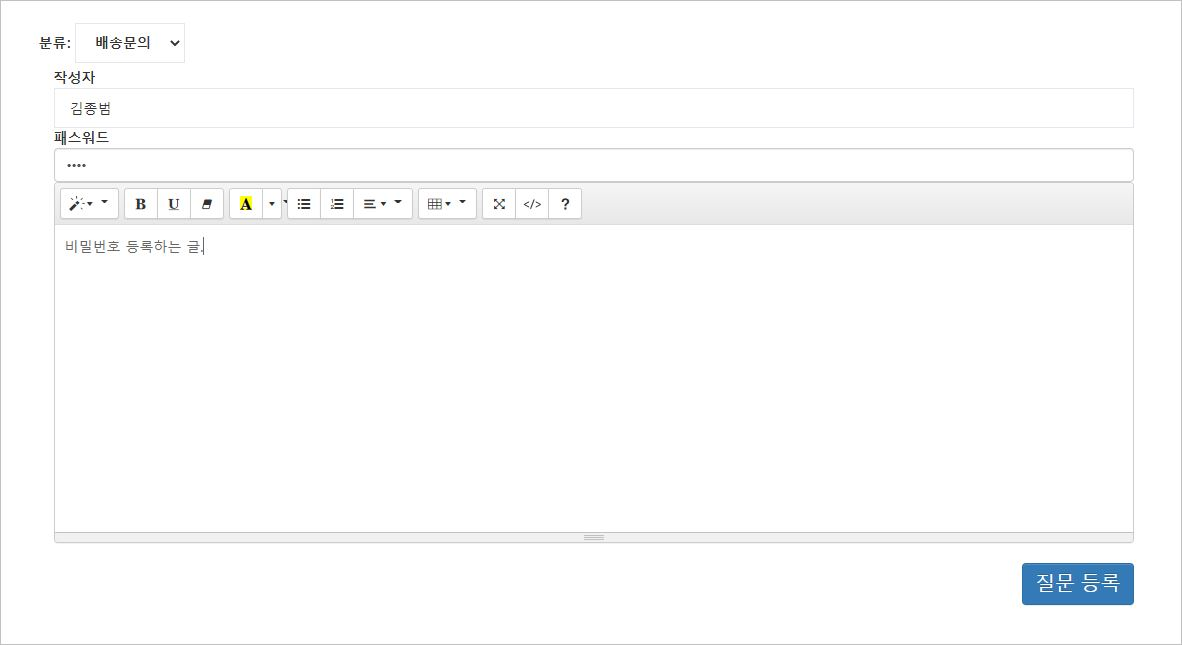 분류: 배송문의
작성자
김종범
패스워드
••••
B U A </> ?
비밀번호 등록하는 글.
질문 등록